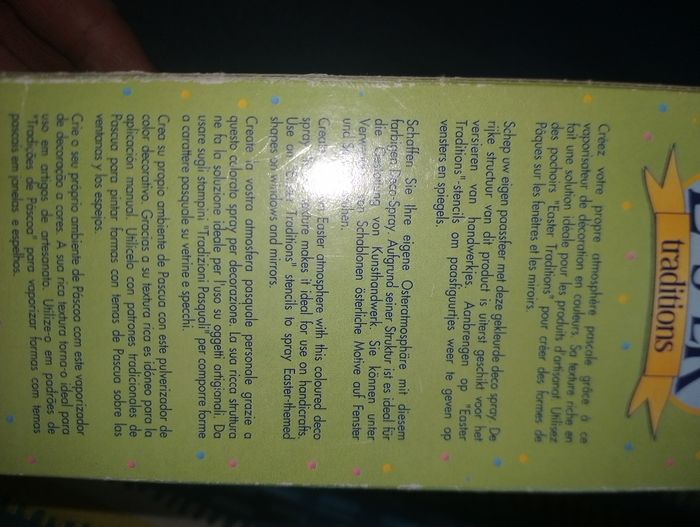 traditions
Créez votre propre atmosphère pascale grâce à ce
vaporisateur de décoration en couleurs. Sa texture riche en
fait une solution idéale pour les produits d'artisanat. Utilisez
des pochoirs "Easter Traditions" pour créer des formes de
Pâques sur les fenêtres et les mirroirs.
Schep uw eigen paassfeer met deze gekleurde deco spray. De
rijke structuur van dit product is uiterst geschikt voor het
versieren van handwerkjes. Aanbrengen op "Easter
Traditions"-stencils om paasfiguurtjes weer te geven op
vensters en spiegels.
Schaffen Sie Ihre eigene Osteratmosphäre mit diesem
farbigen Deco-Spray. Aufgrund seiner Struktur ist es ideal für
die Gestaltung von Kunsthandwerk. Sie können unter
von Schablonen österliche Motive auf Fenster
und
Easter atmosphere with this coloured deco
spray makes it ideal for use on handicrafts.
Use Traditions" stencils to spray Easter-themed
shapes on windows and mirrors.
Create la vostra atmosfera pasquale personale grazie a
questo colorato spray per decorazione. La sua ricca struttura
ne fa la soluzione ideale per l'uso su oggetti artigianali. Da
usare sugli stampini "Tradizioni Pasquali" per comporre forme
a carattere pasquale su vetrine e specchi.
Crea su propio ambiente de Pascua con este pulverizador de
color decorativo. Gracias a su textura rica es idóneo para la
aplicación manual. Utilícelo con patrones tradicionales de
Pascua para pintar formas con temas de Pascua sobre las
ventanas y los espejos.
Crie o seu próprio ambiente de Páscoa com este vaporizador
de decoração a cores. A sua rica textura torna-o ideal para
uso em artigos de artesanato. Utilize-o em padrões de
"Tradições de Páscoa" para vaporizar formas com temas
pascais em janelas e espelhos.